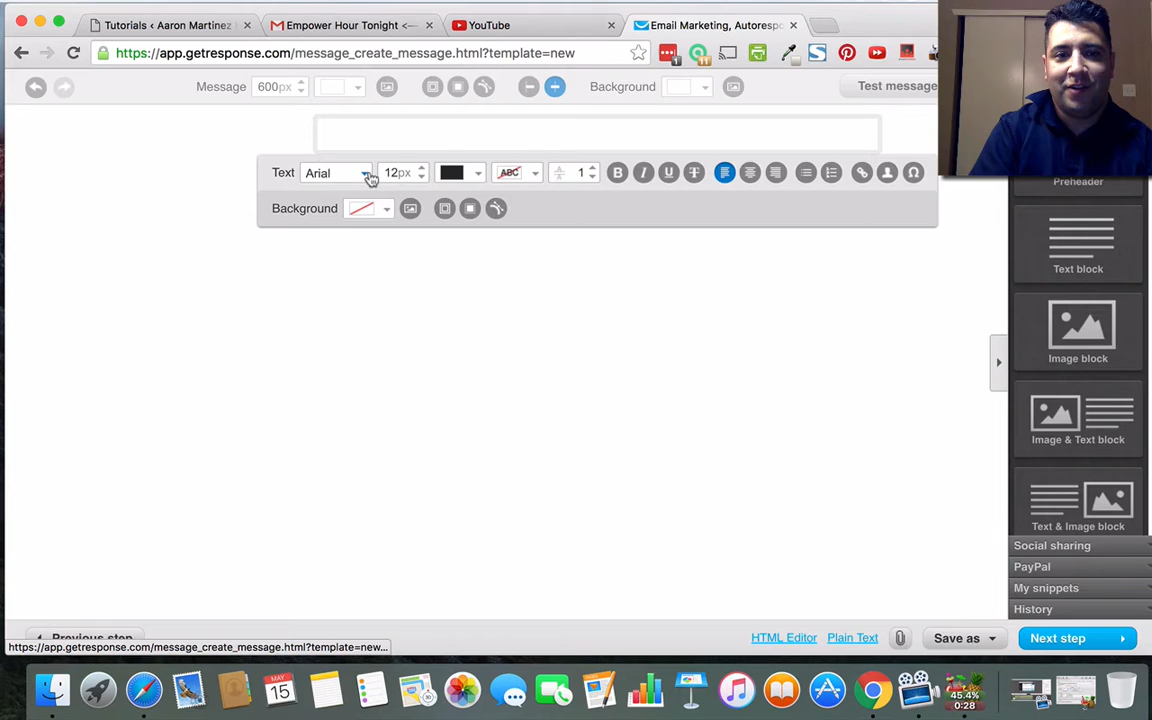 Tutorials ‹ Aaron Martinez
Empower Hour Tonight <—
YouTube
Email Marketing, Autorespo
https://app.getresponse.com/message_create_message.html?template=new
Message 600px
Background
Test message
Text Arial 12px ABC 1 B I U T
Background
Preheader
Text block
Image block
Image & Text block
Text & Image block
Social sharing
PayPal
My snippets
History
Previous step
HTML Editor Plain Text Save as Next step
https://app.getresponse.com/message_create_message.html?template=new...
MAY
15
45.4%
0:28